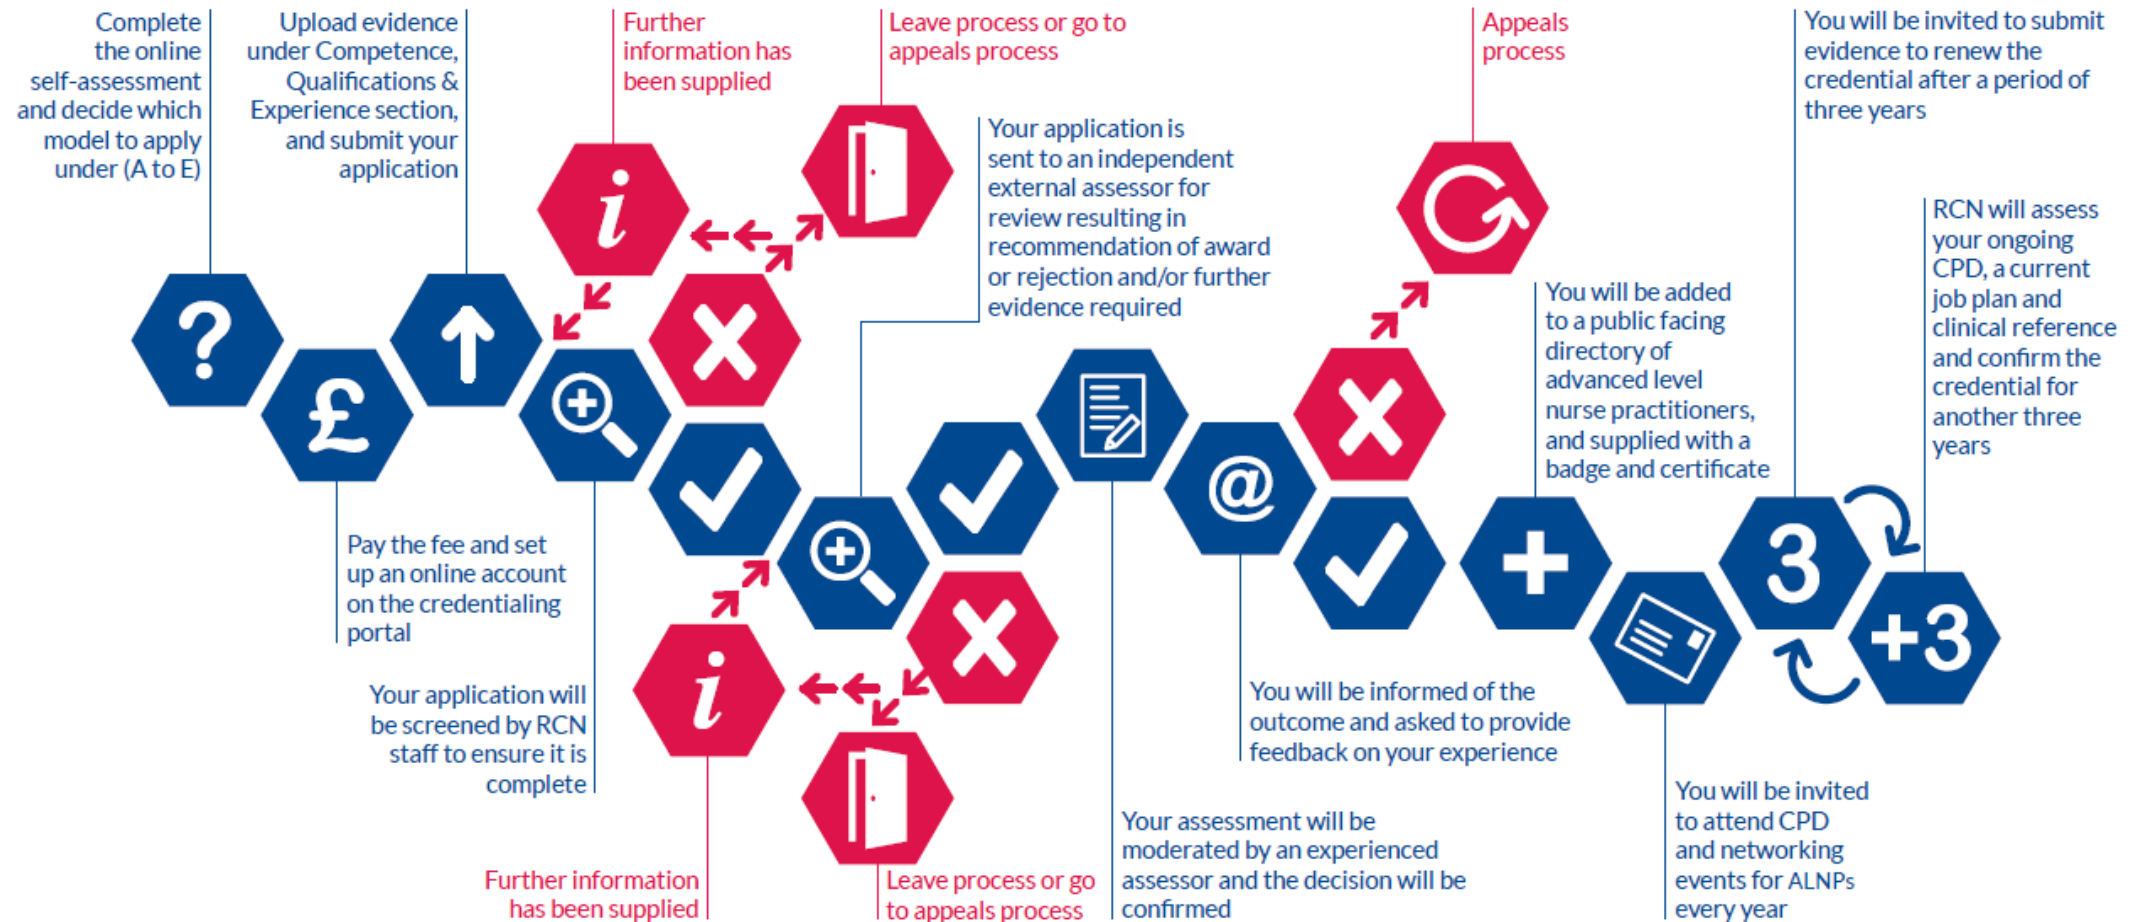 Complete
the online
self-assessment
and decide which
model to apply
under (A to E)
Upload evidence
under Competence,
Qualifications &
Experience section,
and submit your
application
Further
information has
been supplied
Leave process or go to
appeals process
Your application is
sent to an independent
external assessor for
review resulting in
recommendation of award
or rejection and/or further
evidence required
Appeals
process
You will be invited to submit
evidence to renew the
credential after a period of
three years
RCN will assess
your ongoing
CPD, a current
job plan and
clinical reference
and confirm the
credential for
another three
years
You will be added
to a public facing
directory of
advanced level
nurse practitioners,
and supplied with a
badge and certificate
?
£
i
@
+
3
+3
i
Pay the fee and set
up an online account
on the credentialing
portal
Your application will
be screened by RCN
staff to ensure it is
complete
Further information
has been supplied
Leave process or go
to appeals process
Your assessment will be
moderated by an experienced
assessor and the decision will be
confirmed
You will be informed of the
outcome and asked to provide
feedback on your experience
You will be invited
to attend CPD
and networking
events for ALNPs
every year